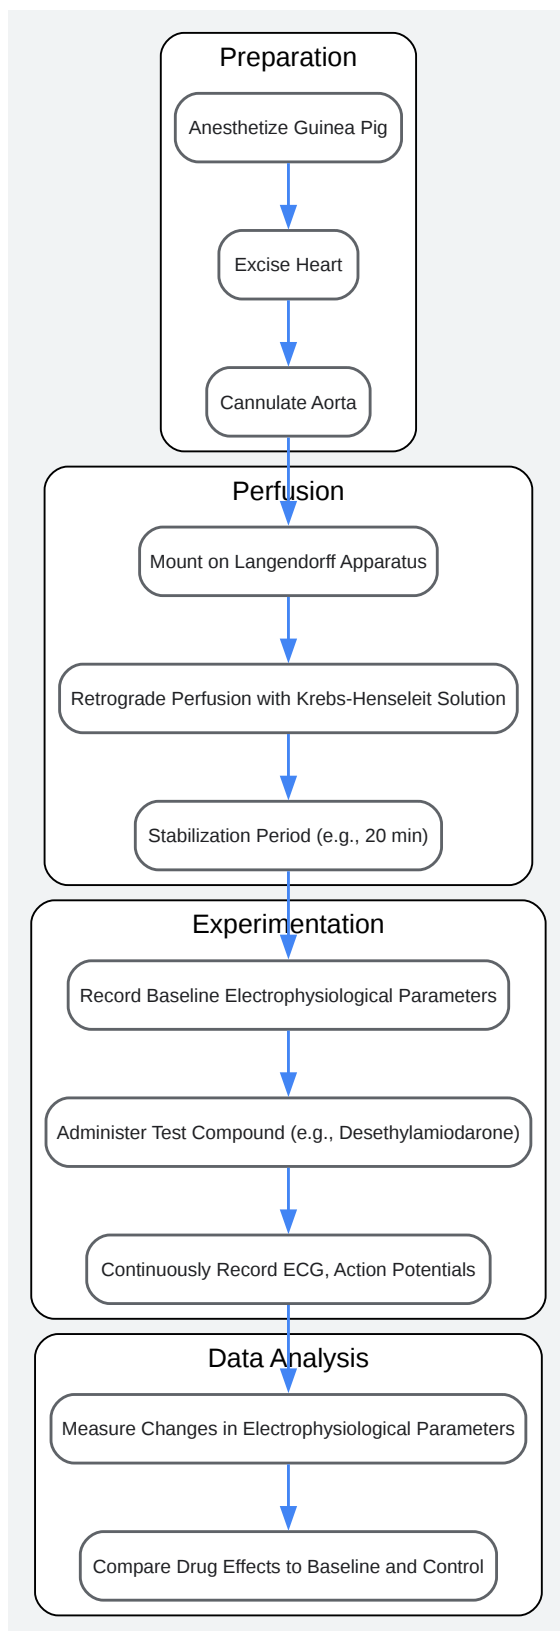 Preparation
Anesthetize Guinea Pig
Excise Heart
Cannulate Aorta
Perfusion
Mount on Langendorff Apparatus
Retrograde Perfusion with Krebs-Henseleit Solution
Stabilization Period (e.g., 20 min)
Experimentation
Record Baseline Electrophysiological Parameters
Administer Test Compound (e.g., Desethylamiodarone)
Continuously Record ECG, Action Potentials
Data Analysis
Measure Changes in Electrophysiological Parameters
Compare Drug Effects to Baseline and Control